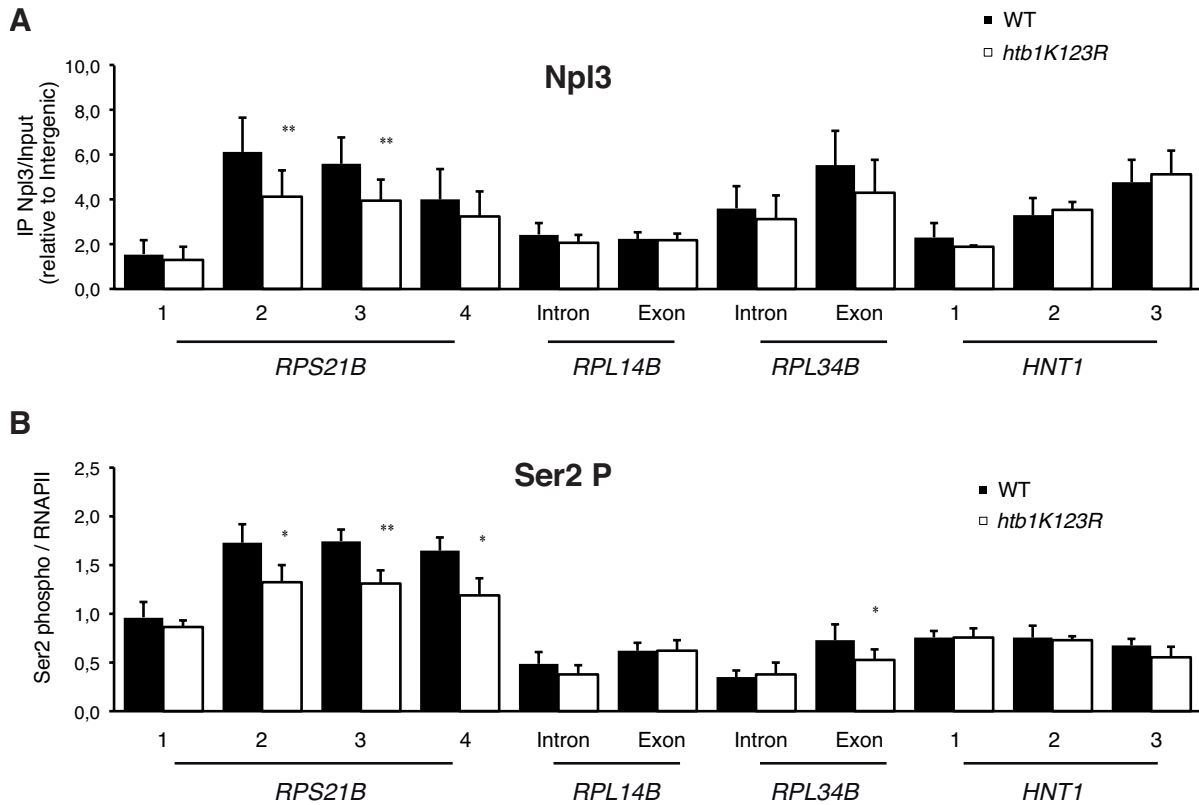 A
WT
htb1K123R
Npl3
IP Npl3/Input
(relative to Intergenic)
10,0
8,0
6,0
4,0
2,0
0,0
** **
1 2 3 4 Intron Exon Intron Exon 1 2 3
RPS21B RPL14B RPL34B HNT1
B
Ser2 P
WT
htb1K123R
Ser2 phospho / RNAPII
2,5
2,0
1,5
1,0
0,5
0,0
* ** * *
1 2 3 4 Intron Exon Intron Exon 1 2 3
RPS21B RPL14B RPL34B HNT1